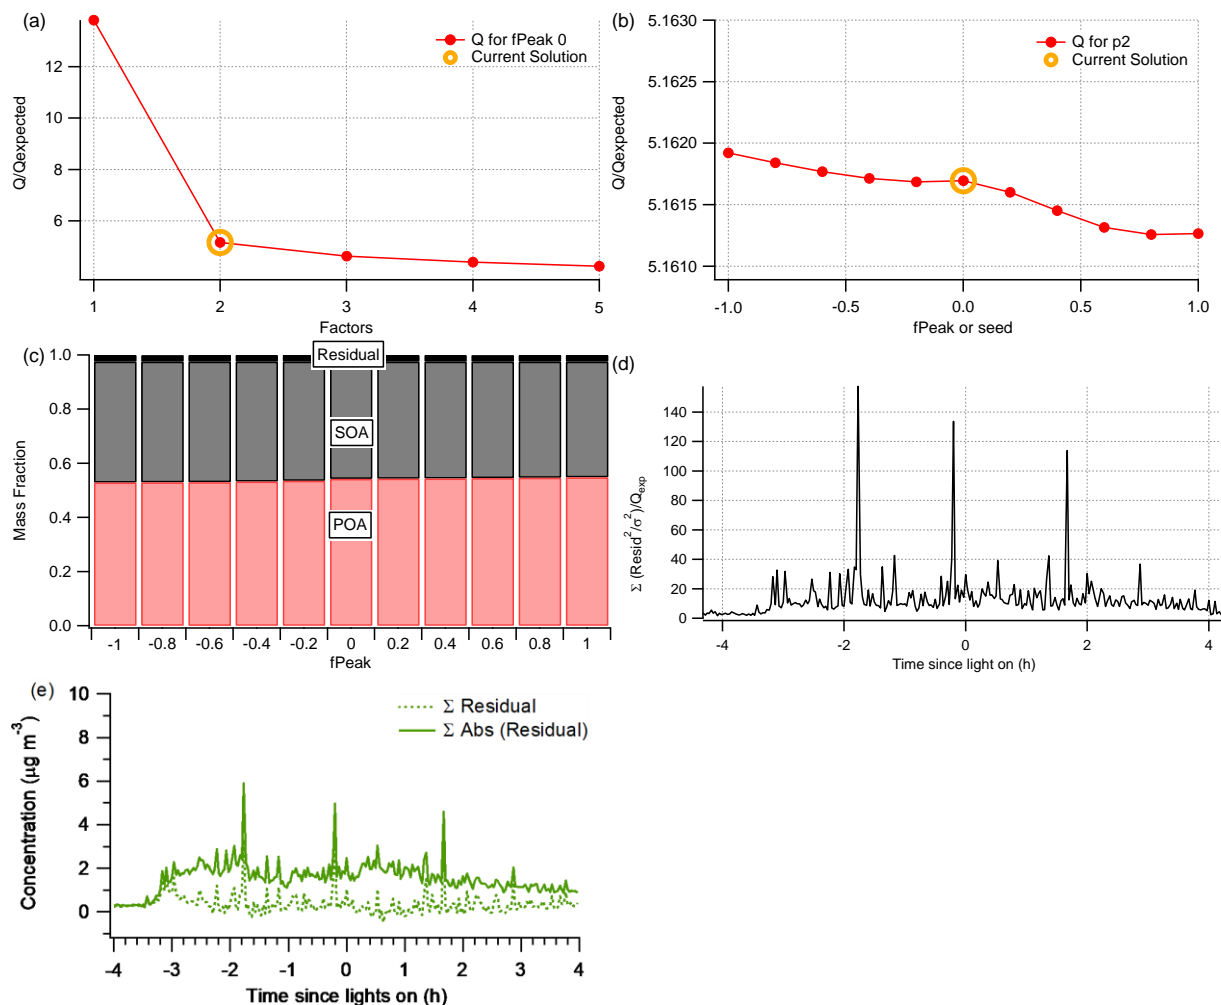 (a)
Q/Qexpected
12
10
8
6
Q for fPeak 0
Current Solution
1 2 3 4 5
Factors
(b)
Q/Qexpected
5.1630
5.1625
5.1620
5.1615
5.1610
Q for p2
Current Solution
-1.0 -0.5 0.0 0.5 1.0
fPeak or seed
(c)
Mass Fraction
1.0
0.8
0.6
0.4
0.2
0.0
Residual
SOA
POA
-1 -0.8 -0.6 -0.4 -0.2 0 0.2 0.4 0.6 0.8 1
fPeak
(d)
Σ (Resid²/σ²)/Qexp
140
120
100
80
60
40
20
0
-4 -2 0 2 4
Time since light on (h)
(e)
Concentration (µg m⁻³)
10
8
6
4
2
0
Σ Residual
Σ Abs (Residual)
-4 -3 -2 -1 0 1 2 3 4
Time since lights on (h)